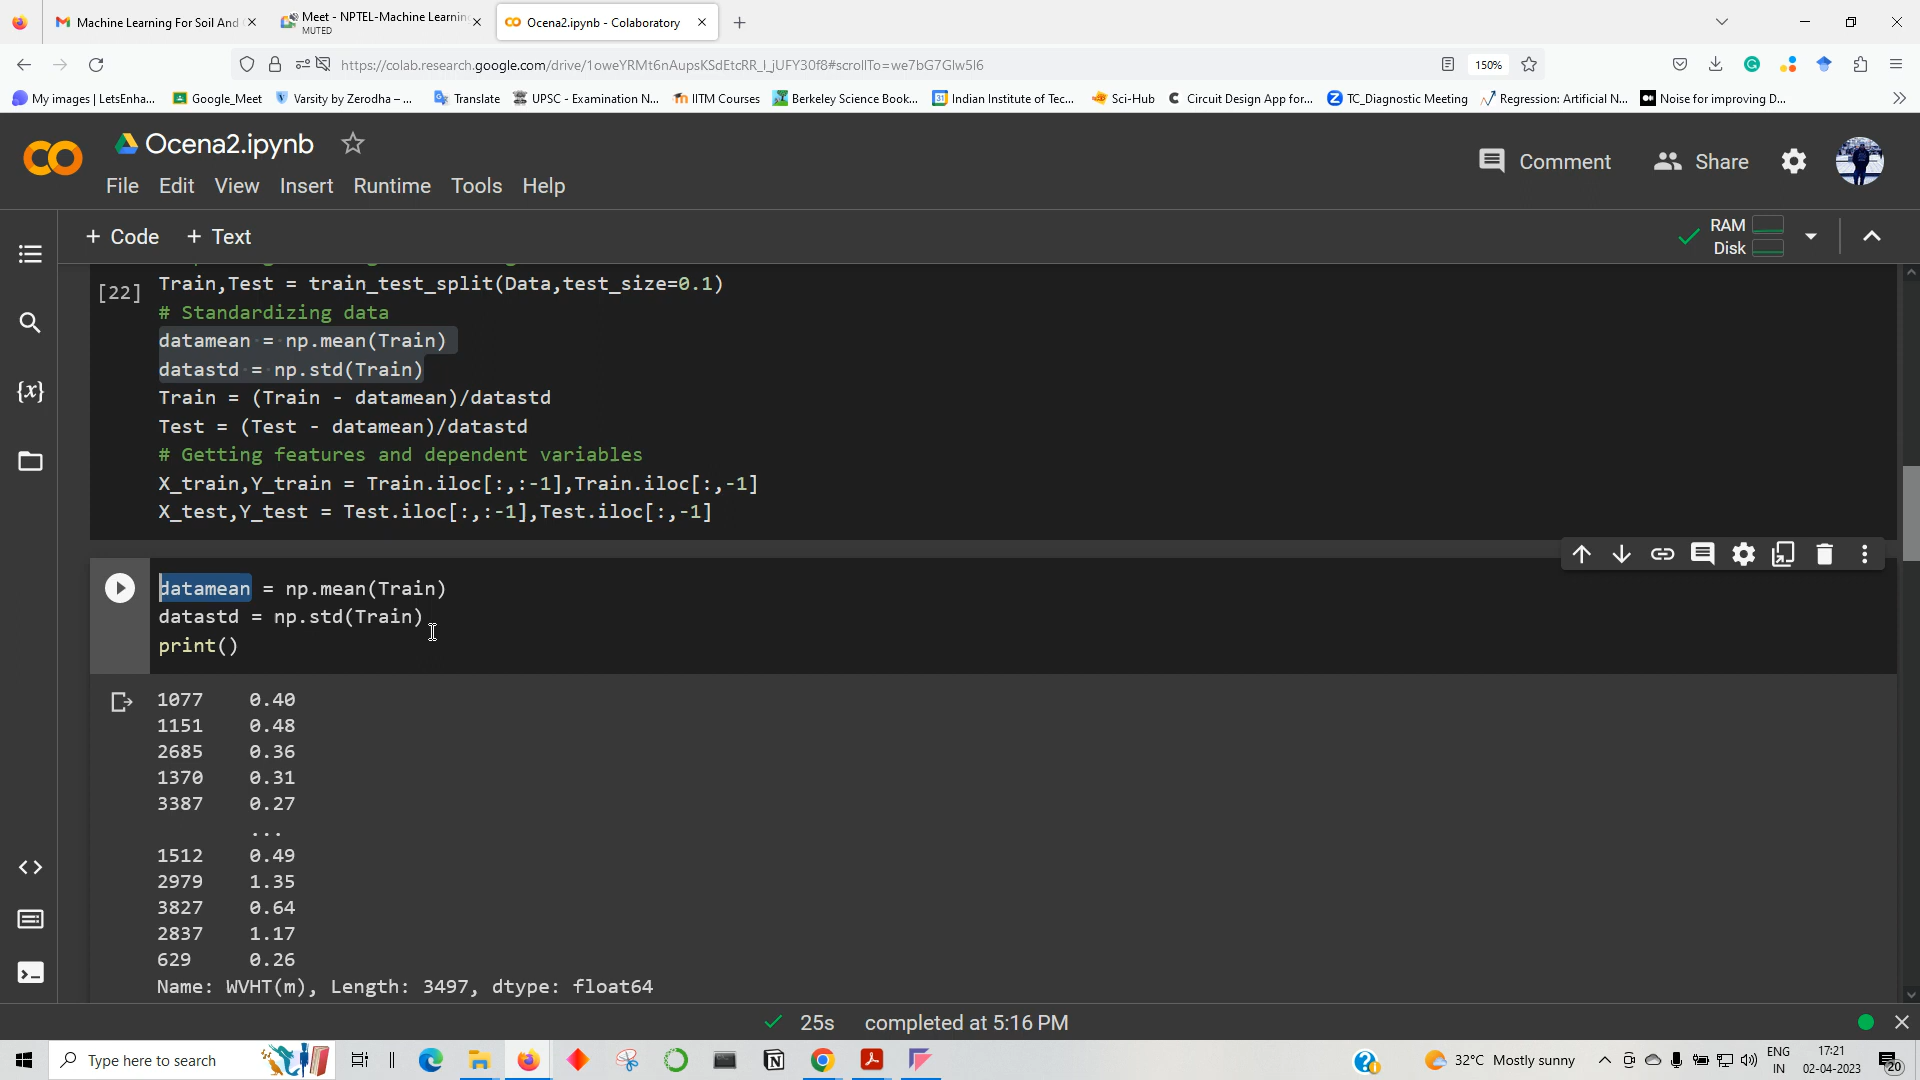 Machine Learning For Soil And
Meet - NPTEL-Machine Learnin
MUTED
Ocena2.ipynb - Colaboratory
https://colab.research.google.com/drive/1oweYRMt6nAupsKSdEtcRR_l_jUFY30f8#scrollTo=we7bG7Glw5l6
150%
My images | LetsEnha...
Google_Meet
Varsity by Zerodha – ...
Translate
UPSC - Examination N...
IITM Courses
Berkeley Science Book...
Indian Institute of Tec...
Sci-Hub
Circuit Design App for...
TC_Diagnostic Meeting
Regression: Artificial N...
Noise for improving D...
Ocena2.ipynb
Comment
Share
File Edit View Insert Runtime Tools Help
+ Code + Text
RAM
Disk
[22]
Train,Test = train_test_split(Data,test_size=0.1)
# Standardizing data
datamean = np.mean(Train)
datastd = np.std(Train)
Train = (Train - datamean)/datastd
Test = (Test - datamean)/datastd
# Getting features and dependent variables
X_train,Y_train = Train.iloc[:,:-1],Train.iloc[:,-1]
X_test,Y_test = Test.iloc[:,:-1],Test.iloc[:,-1]
datamean = np.mean(Train)
datastd = np.std(Train)
print()
1077 0.40
1151 0.48
2685 0.36
1370 0.31
3387 0.27
...
1512 0.49
2979 1.35
3827 0.64
2837 1.17
629 0.26
Name: WVHT(m), Length: 3497, dtype: float64
25s completed at 5:16 PM
Type here to search
32°C Mostly sunny
ENG
IN
17:21
02-04-2023
20